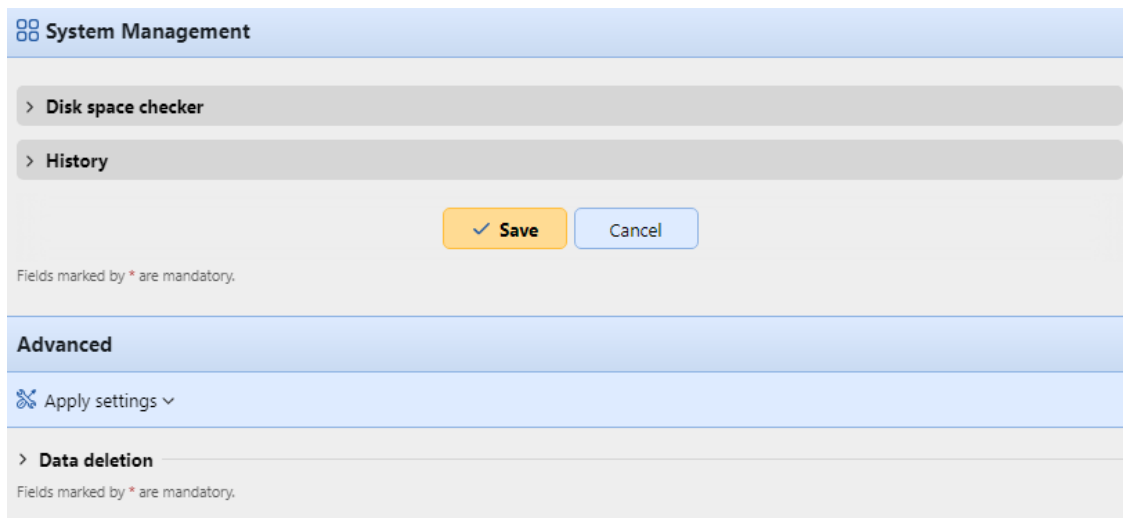 System Management
Disk space checker
History
Save Cancel
Fields marked by * are mandatory.
Advanced
Apply settings
Data deletion
Fields marked by * are mandatory.